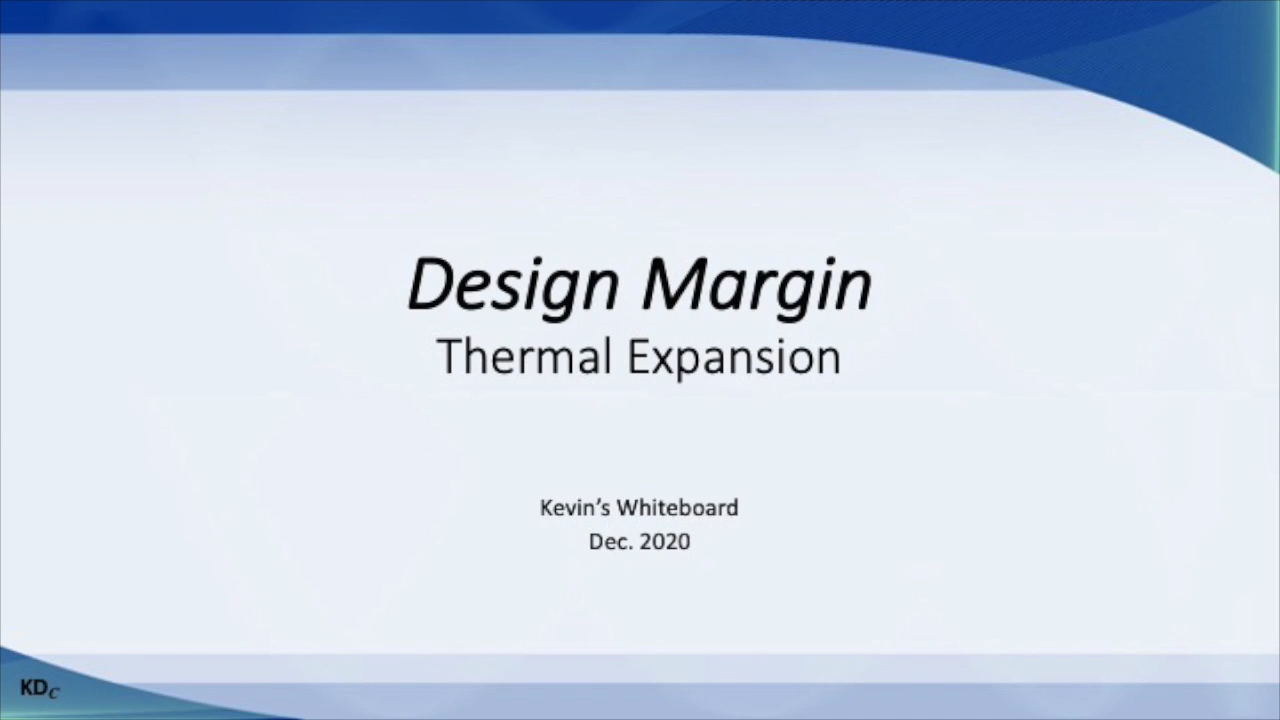 Design Margin
Thermal Expansion
Kevin’s Whiteboard
Dec. 2020
KDc